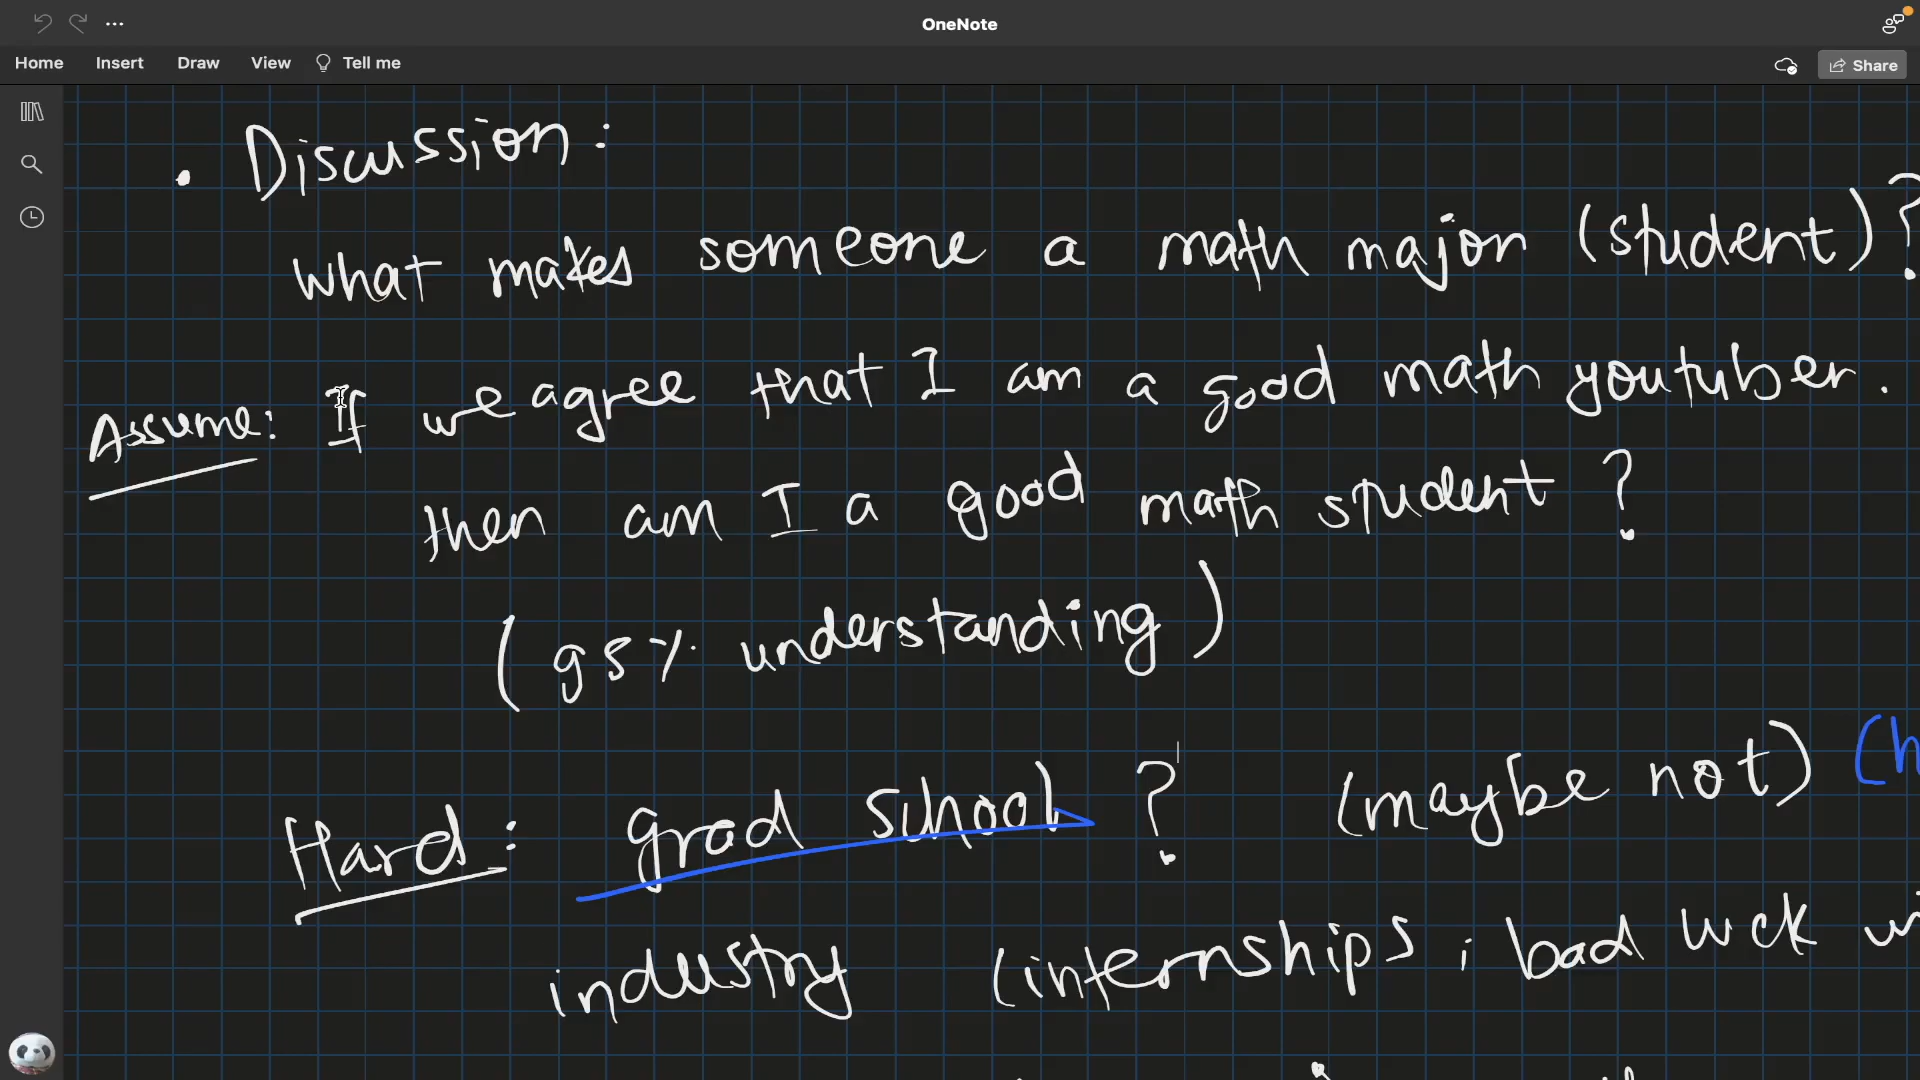 OneNote
Home Insert Draw View Tell me Share
• Discussion:
What makes someone a math major (student)?
Assume: If we agree that I am a good math youtuber.
then am I a good math student?
(95% understanding)
Hard: grad school? (maybe not) (h
industry (internships; bad luck